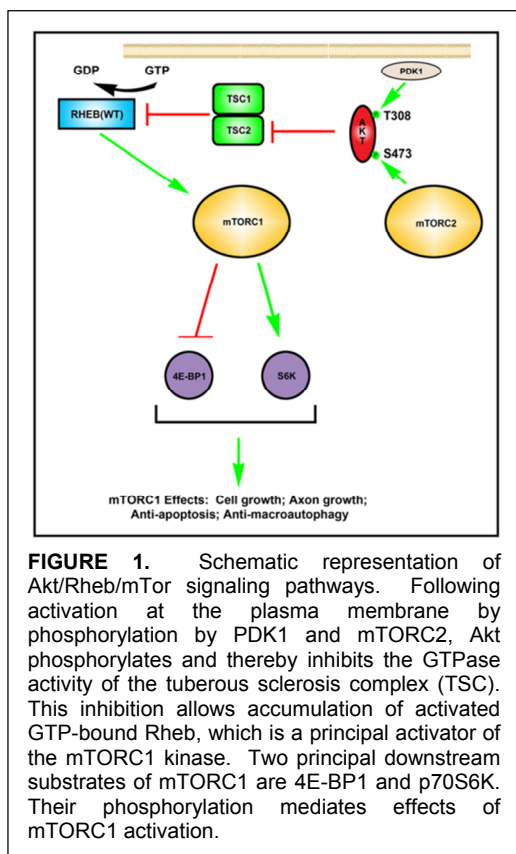 GDP GTP
PDK1
RHEB(WT)
TSC1
TSC2
AKT
T308
S473
mTORC1
mTORC2
4E-BP1
S6K
mTORC1 Effects: Cell growth; Axon growth;
Anti-apoptosis; Anti-macroautophagy
FIGURE 1. Schematic representation of
Akt/Rheb/mTor signaling pathways. Following
activation at the plasma membrane by
phosphorylation by PDK1 and mTORC2, Akt
phosphorylates and thereby inhibits the GTPase
activity of the tuberous sclerosis complex (TSC).
This inhibition allows accumulation of activated
GTP-bound Rheb, which is a principal activator of
the mTORC1 kinase. Two principal downstream
substrates of mTORC1 are 4E-BP1 and p70S6K.
Their phosphorylation mediates effects of
mTORC1 activation.